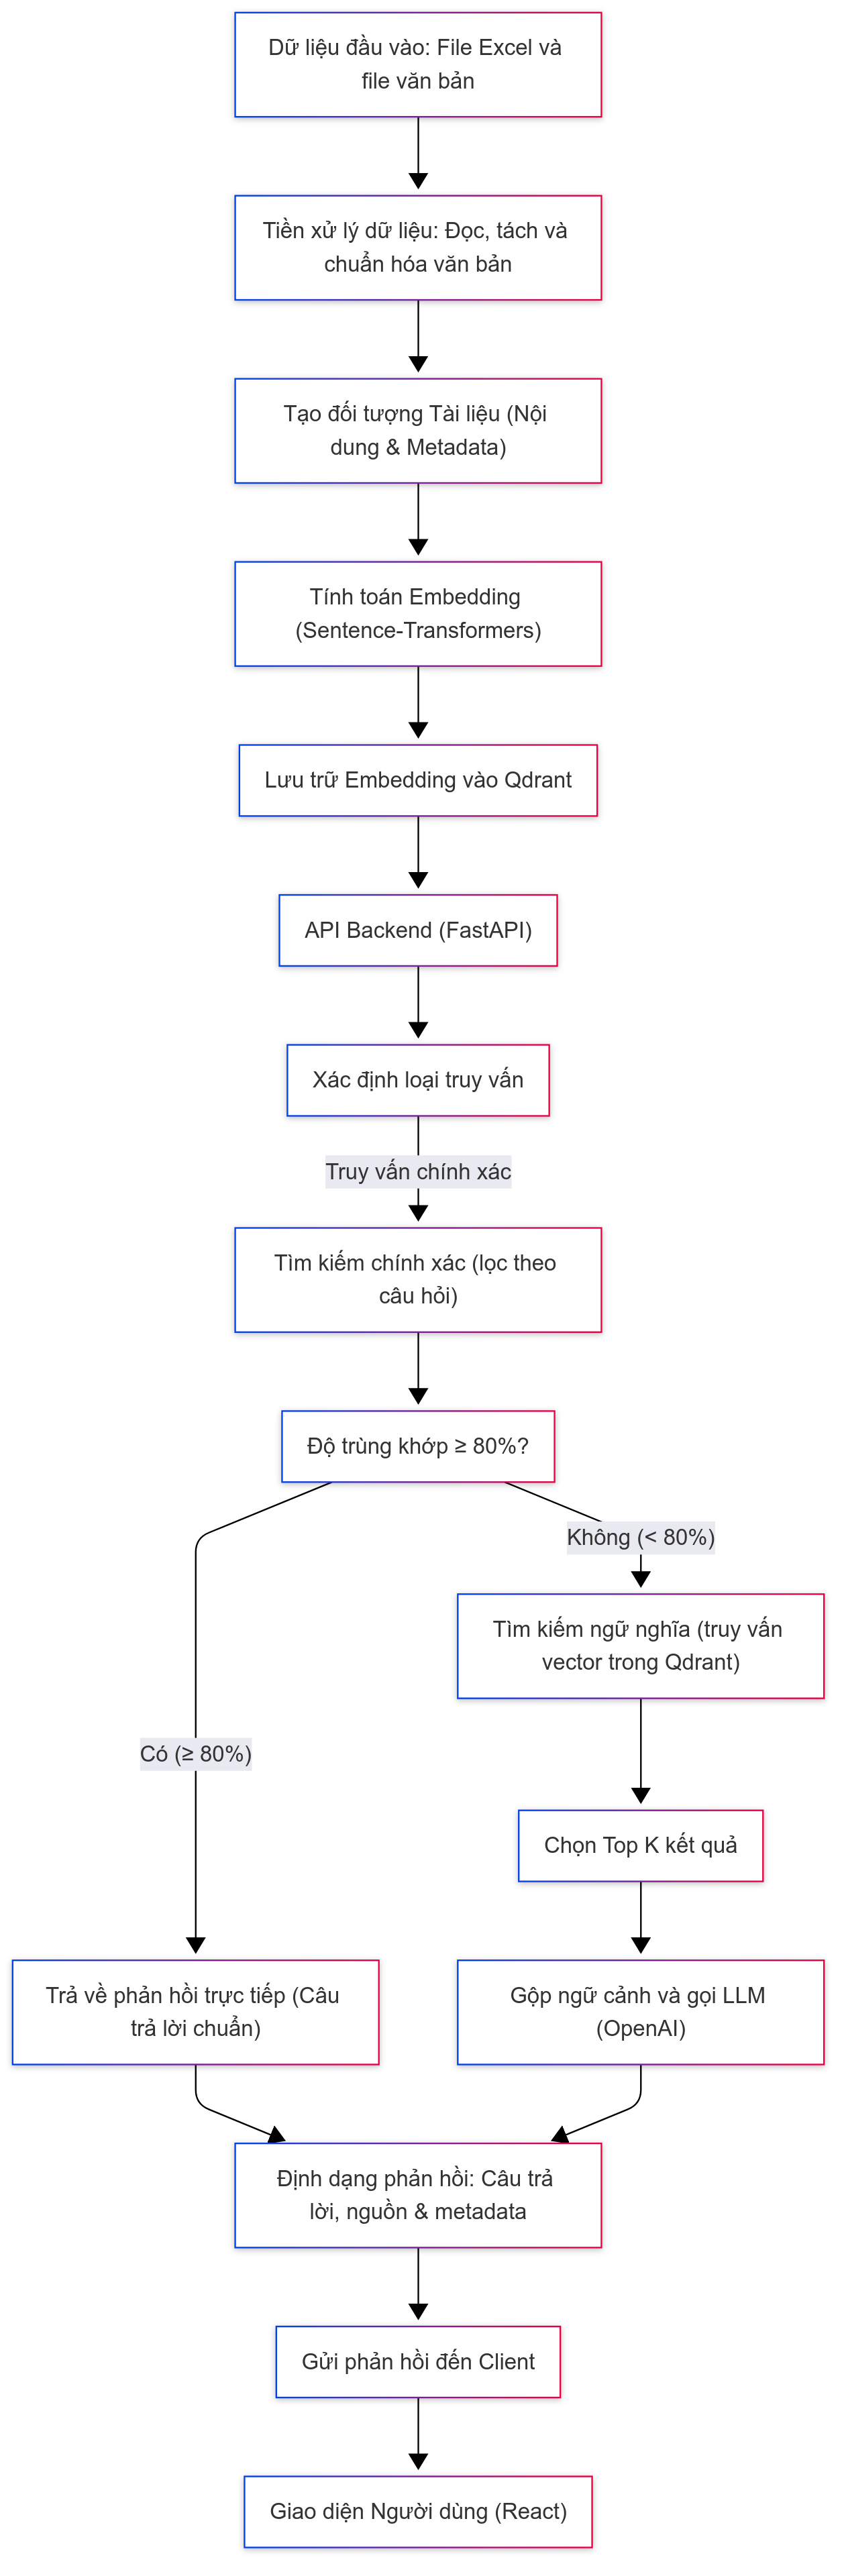 Dữ liệu đầu vào: File Excel và
file văn bản
Tiền xử lý dữ liệu: Đọc, tách và
chuẩn hóa văn bản
Tạo đối tượng Tài liệu (Nội
dung & Metadata)
Tính toán Embedding
(Sentence-Transformers)
Lưu trữ Embedding vào Qdrant
API Backend (FastAPI)
Xác định loại truy vấn
Truy vấn chính xác
Tìm kiếm chính xác (lọc theo
câu hỏi)
Độ trùng khớp ≥ 80%?
Không (< 80%)
Tìm kiếm ngữ nghĩa (truy vấn
vector trong Qdrant)
Có (≥ 80%)
Chọn Top K kết quả
Trả về phản hồi trực tiếp (Câu
trả lời chuẩn)
Gộp ngữ cảnh và gọi LLM
(OpenAI)
Định dạng phản hồi: Câu trả
lời, nguồn & metadata
Gửi phản hồi đến Client
Giao diện Người dùng (React)